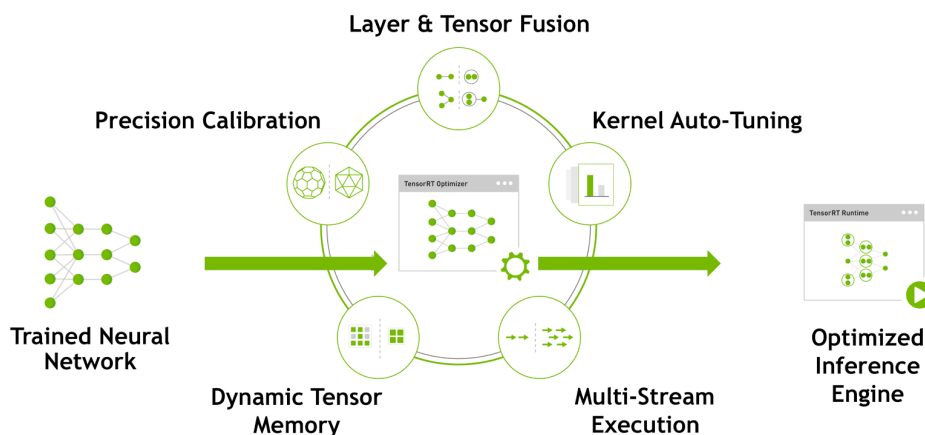 Layer & Tensor Fusion
Precision Calibration
Kernel Auto-Tuning
TensorRT Optimizer
TensorRT Runtime
Trained Neural
Network
Optimized
Inference
Engine
Dynamic Tensor
Memory
Multi-Stream
Execution